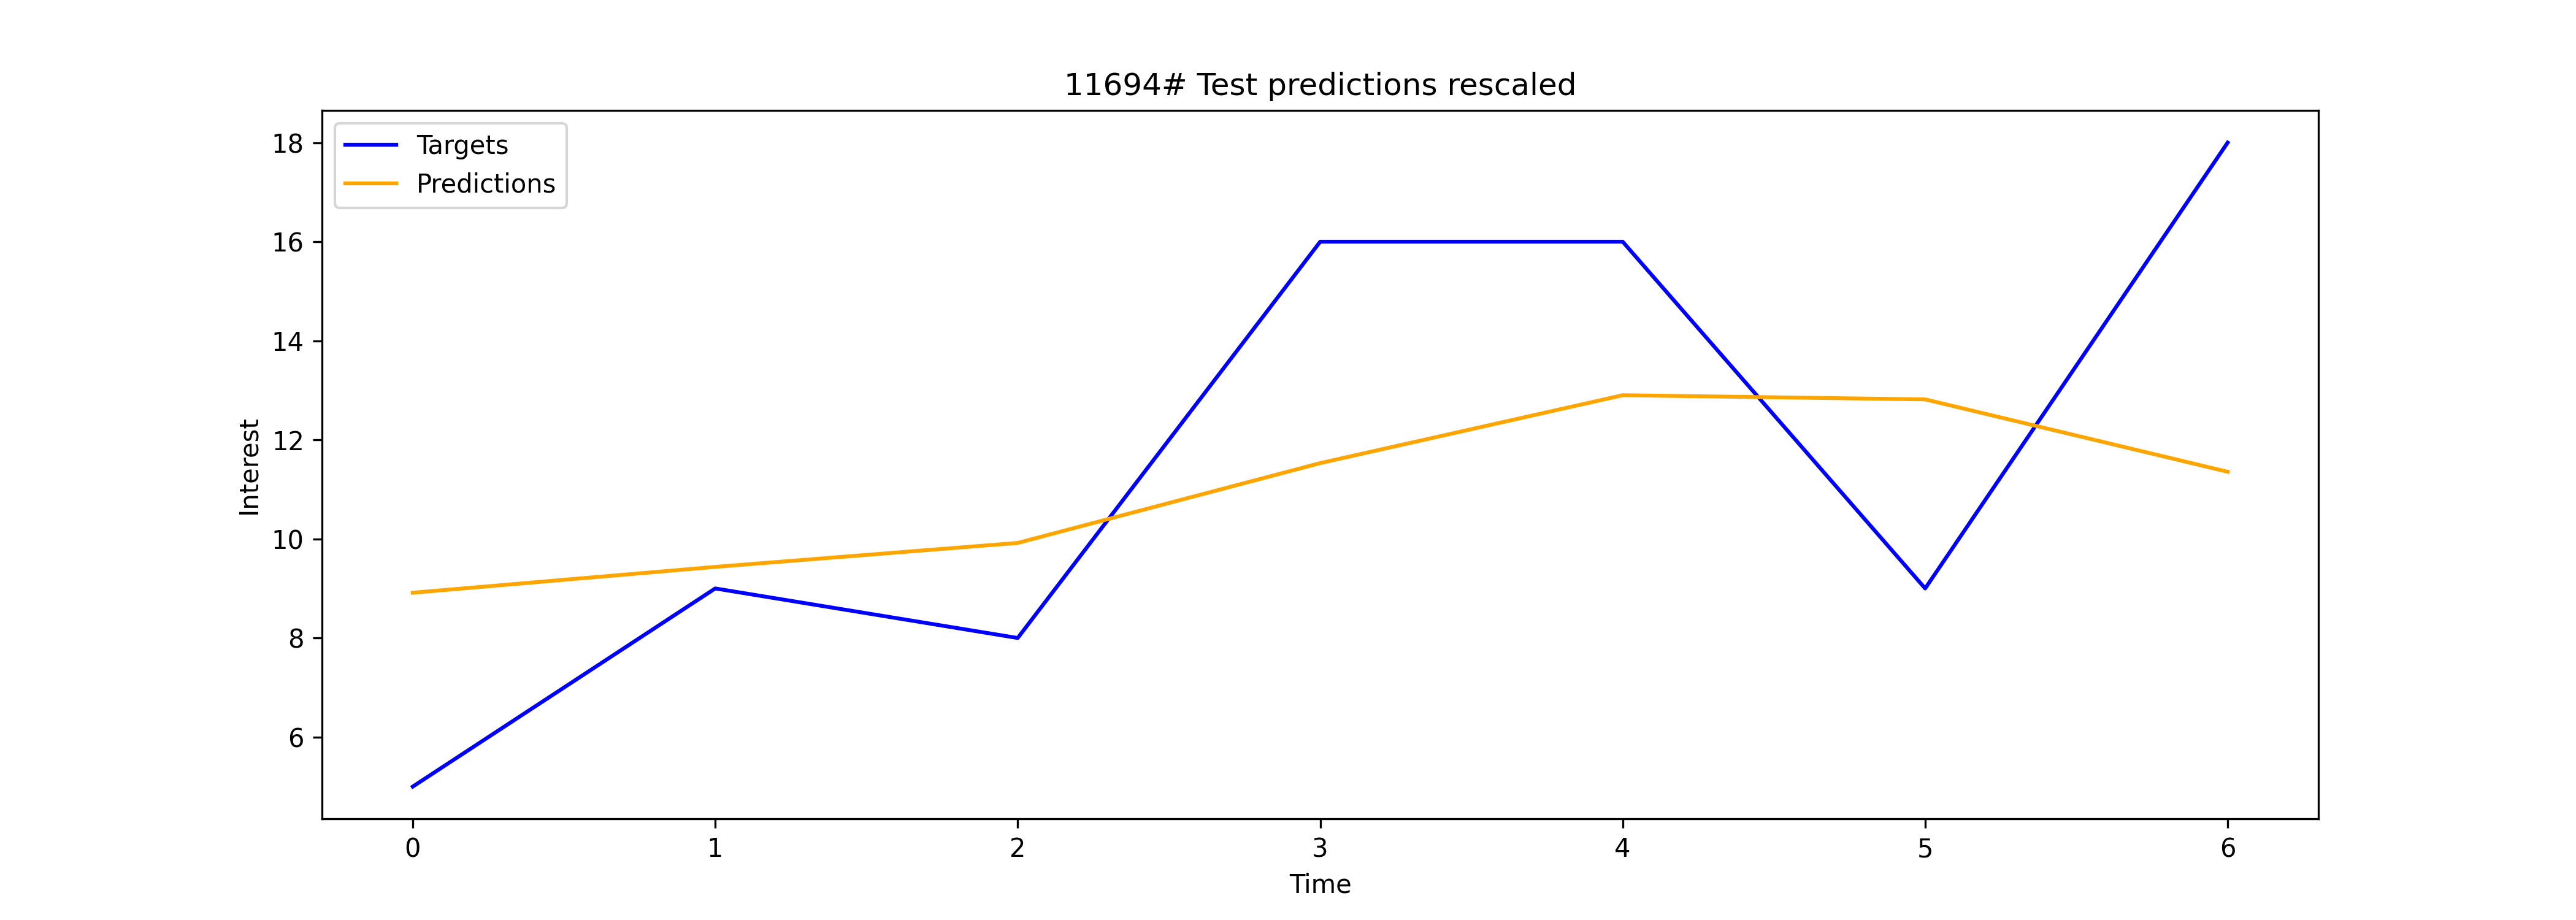 11694# Test predictions rescaled
Targets
Predictions
18
16
14
12
10
8
6
Interest
0 1 2 3 4 5 6
Time